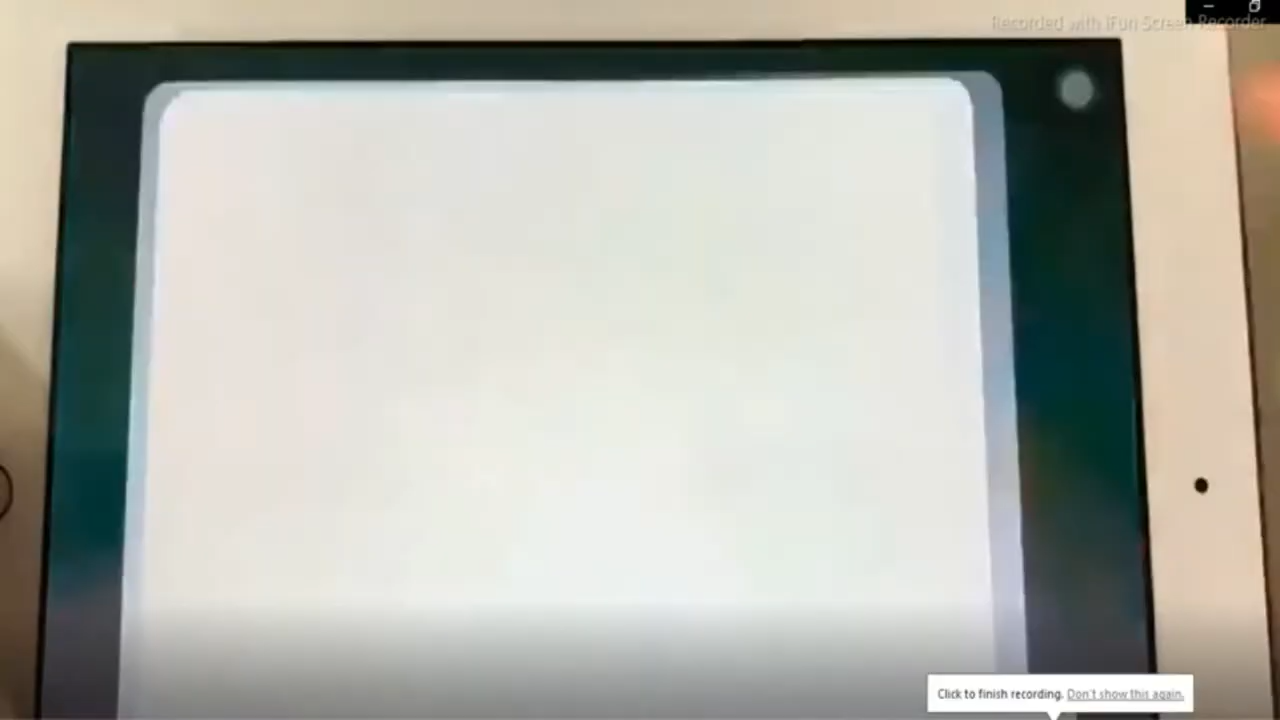 Recorded with iFun Screen Recorder
Click to finish recording. Don't show this again.